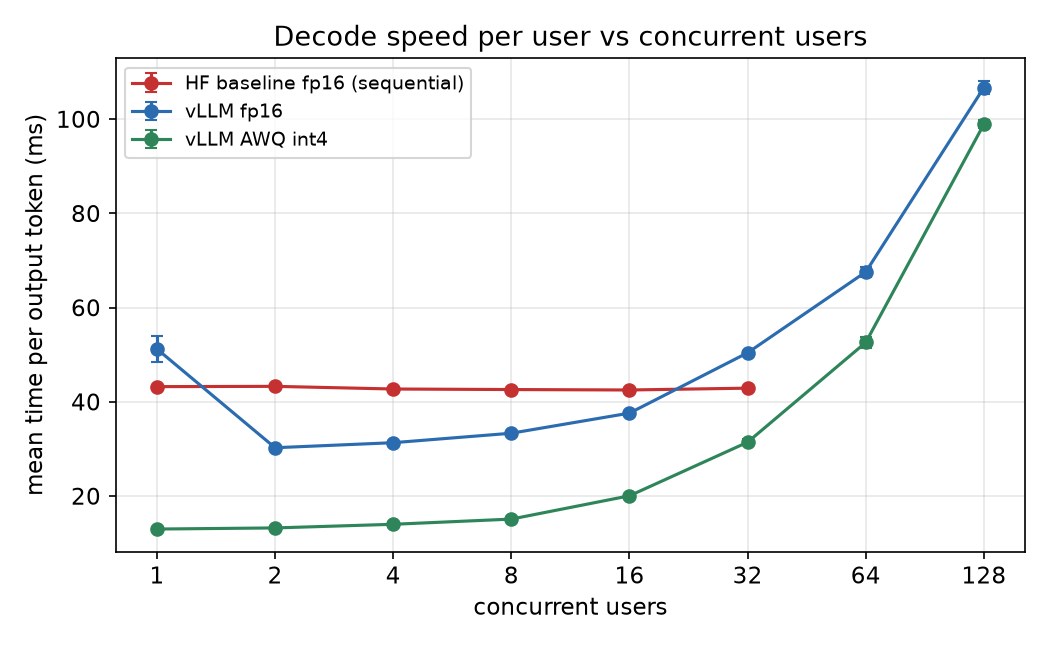 Decode speed per user vs concurrent users
HF baseline fp16 (sequential)
vLLM fp16
vLLM AWQ int4
mean time per output token (ms)
100
80
60
40
20
1 2 4 8 16 32 64 128
concurrent users